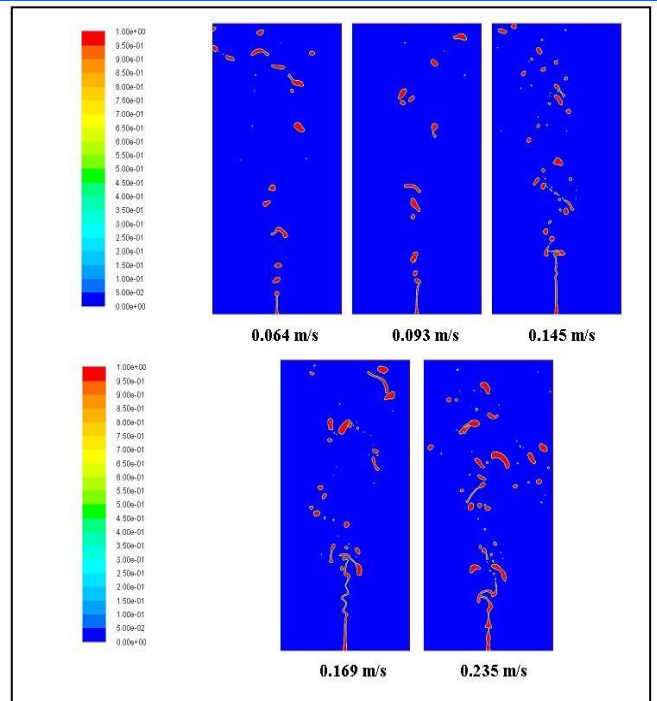 1.00e+00
9.50e-01
9.00e-01
8.50e-01
8.00e-01
7.50e-01
7.00e-01
6.50e-01
6.00e-01
5.50e-01
5.00e-01
4.50e-01
4.00e-01
3.50e-01
3.00e-01
2.50e-01
2.00e-01
1.50e-01
1.00e-01
5.00e-02
0.00e+00
0.064 m/s 0.093 m/s 0.145 m/s
1.00e+00
9.50e-01
9.00e-01
8.50e-01
8.00e-01
7.50e-01
7.00e-01
6.50e-01
6.00e-01
5.50e-01
5.00e-01
4.50e-01
4.00e-01
3.50e-01
3.00e-01
2.50e-01
2.00e-01
1.50e-01
1.00e-01
5.00e-02
0.00e+00
0.169 m/s 0.235 m/s